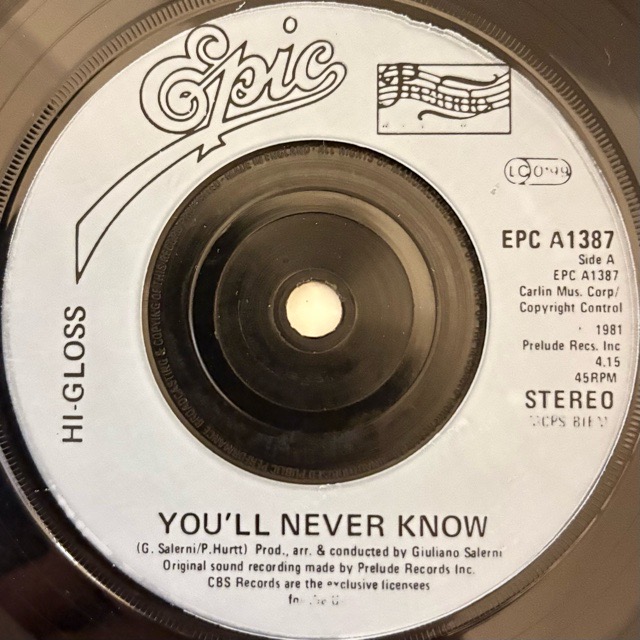 Epic
EPC A1387
Side A
EPC A1387
Carlin Mus. Corp/
Copyright Control
1981
Prelude Recs. Inc
4.15
45RPM
STEREO
MCPS BIEM
HI-GLOSS
YOU'LL NEVER KNOW
(G. Salerni/P.Hurtt) Prod., arr. & conducted by Giuliano Salerni
Original sound recording made by Prelude Records Inc.
CBS Records are the exclusive licensees